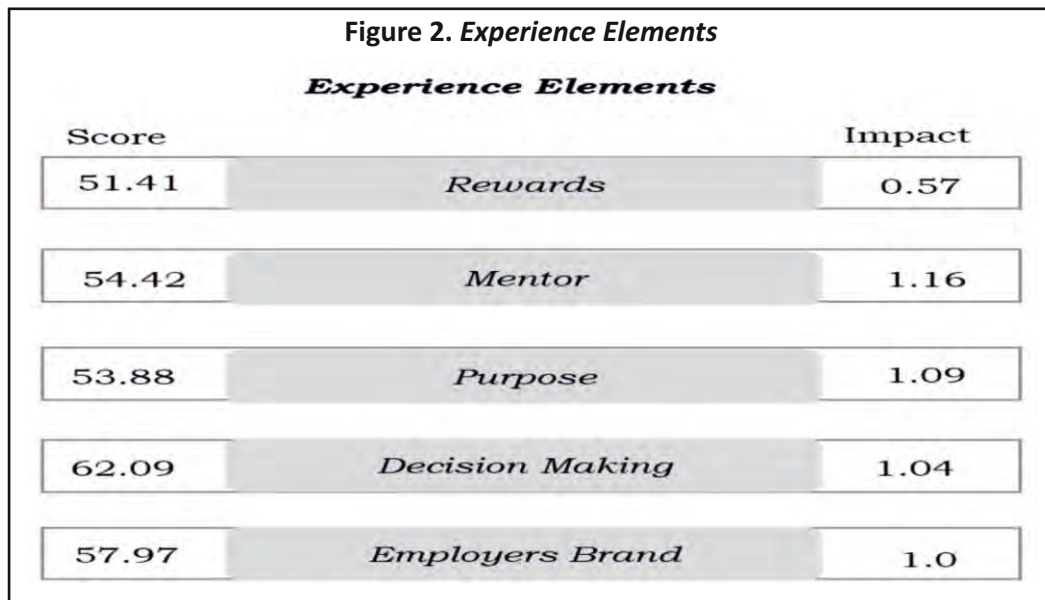 Figure 2. Experience Elements
Experience Elements
Score Impact
51.41 Rewards 0.57
54.42 Mentor 1.16
53.88 Purpose 1.09
62.09 Decision Making 1.04
57.97 Employers Brand 1.0